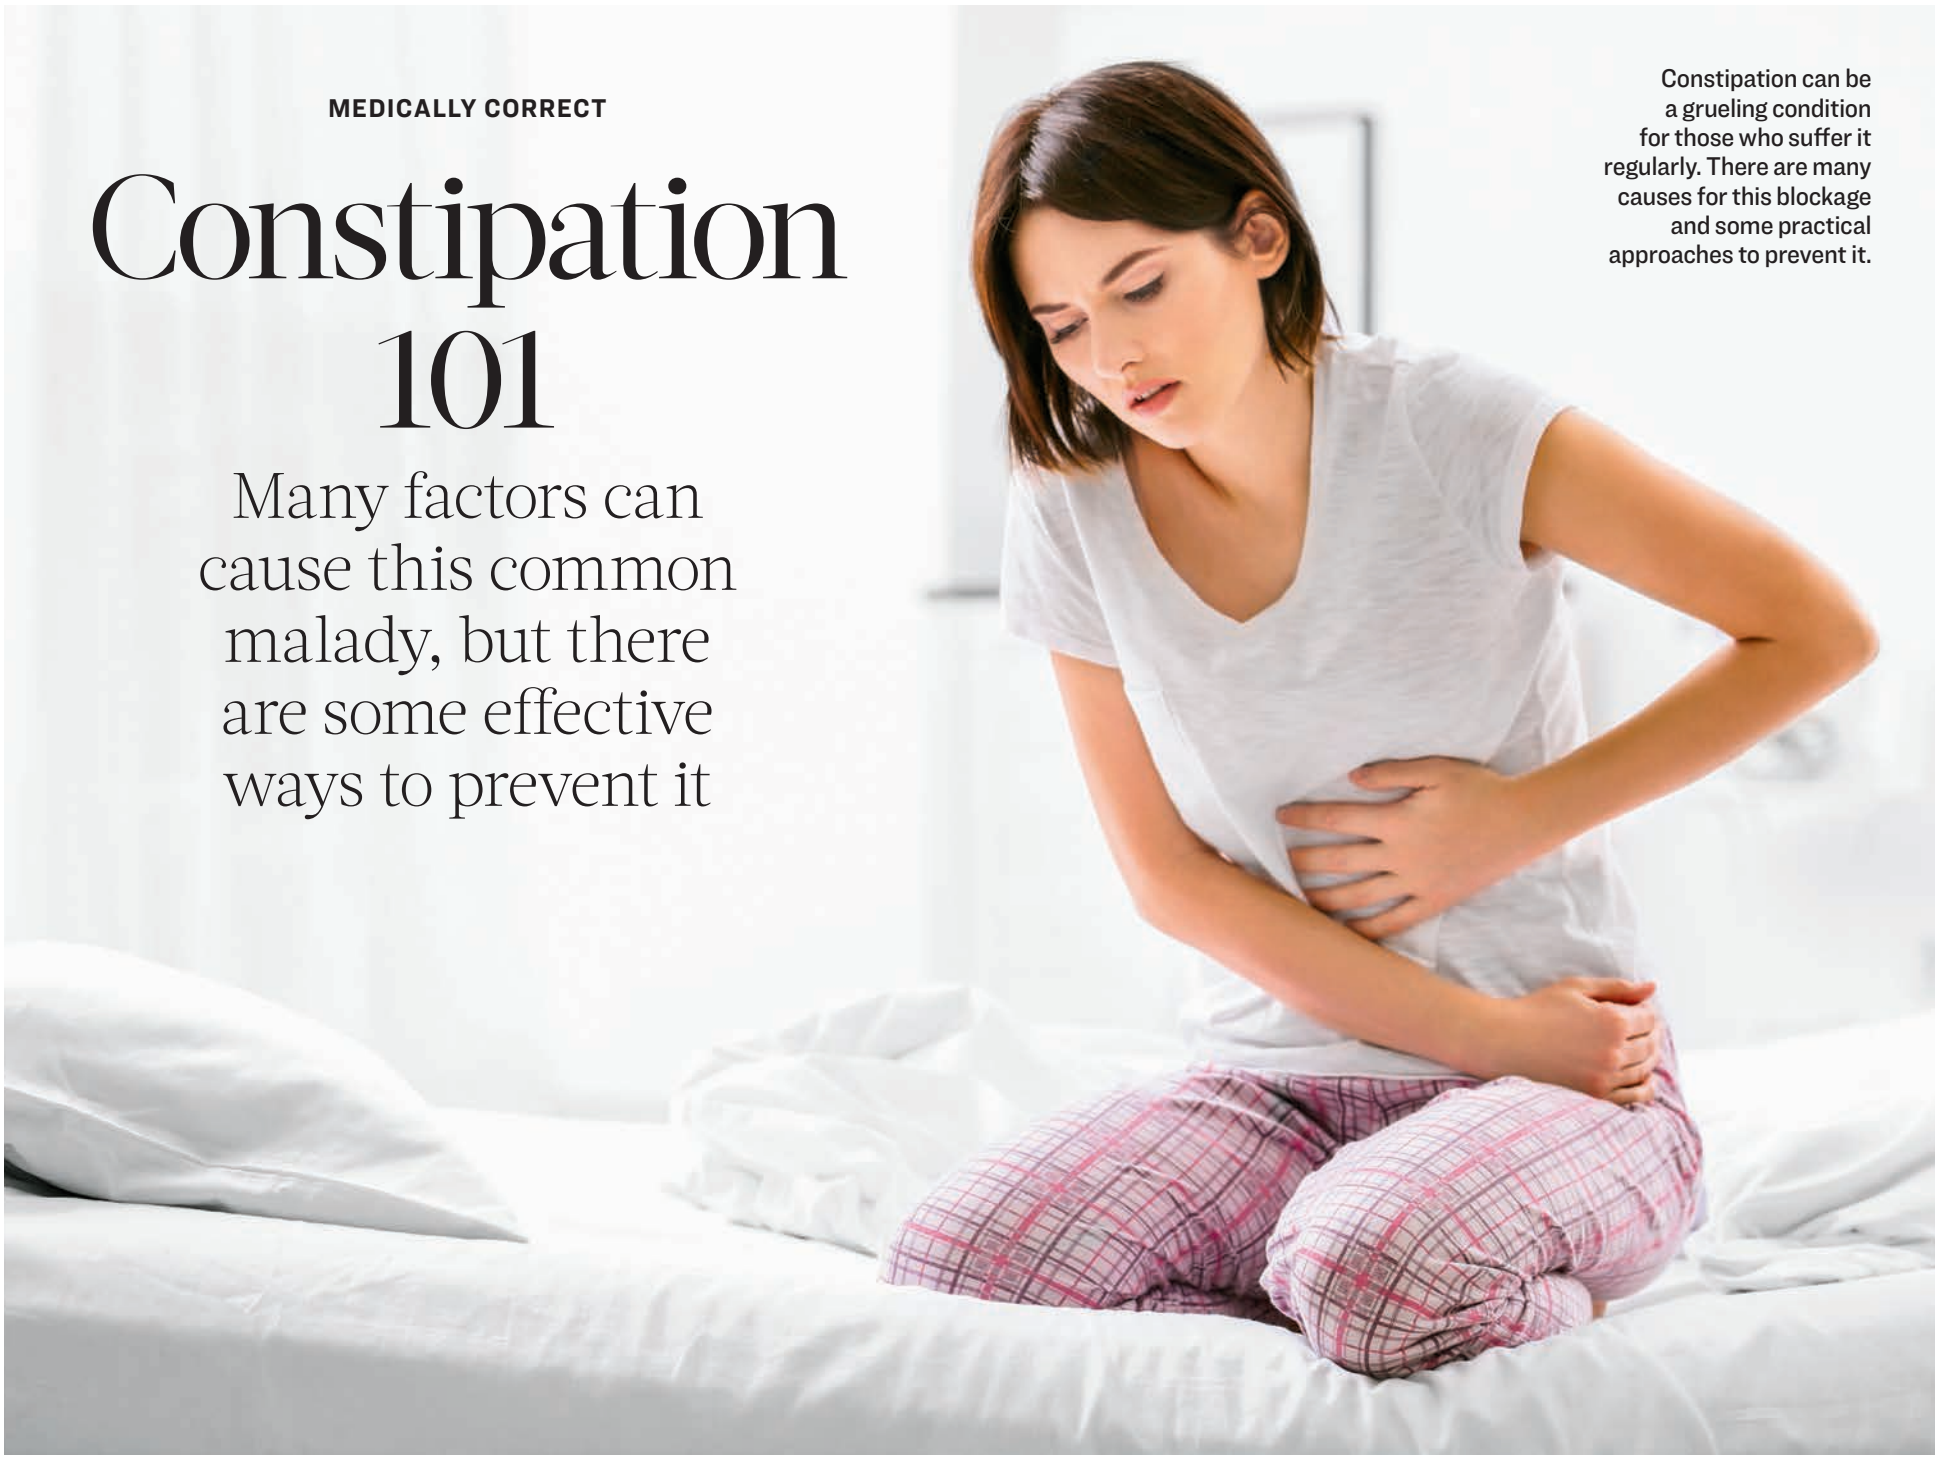 MEDICALLY CORRECT
Constipation
101
Many factors can
cause this common
malady, but there
are some effective
ways to prevent it
Constipation can be
a grueling condition
for those who suffer it
regularly. There are many
causes for this blockage
and some practical
approaches to prevent it.